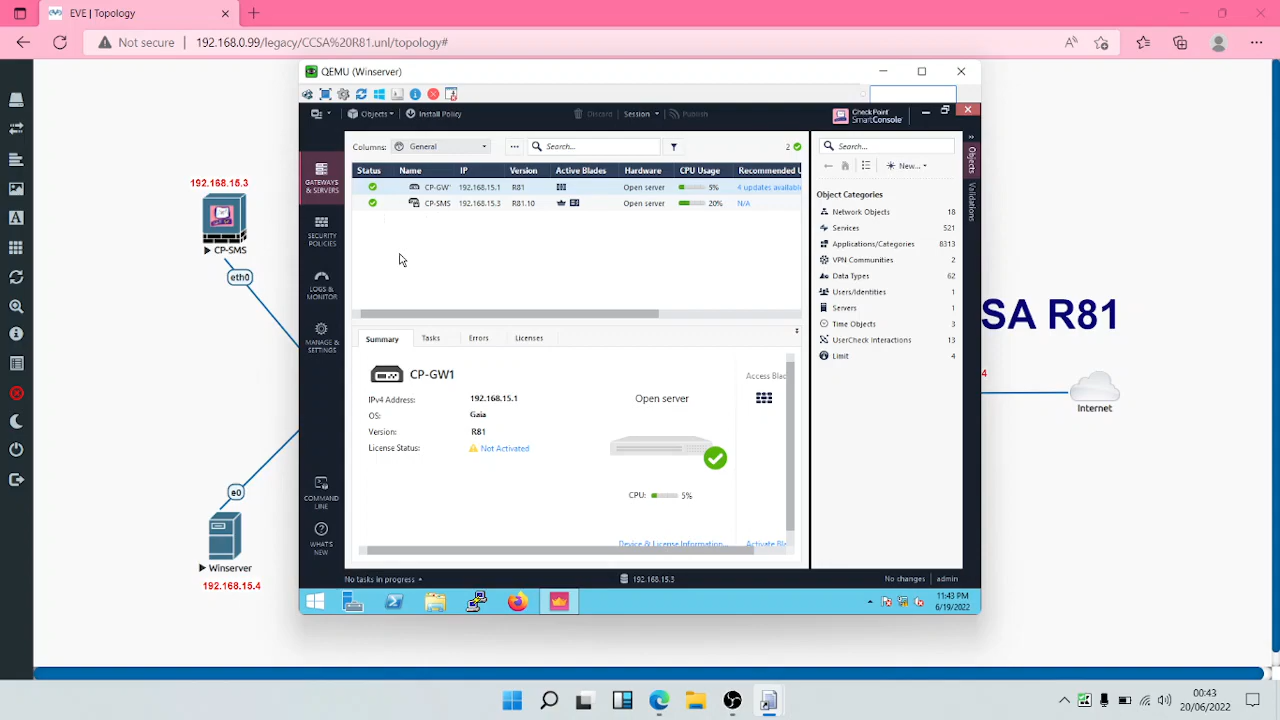 EVE | Topology
Not secure
192.168.0.99/legacy/CCSA%20R81.unl/topology#
QEMU (Winserver)
Objects
Install Policy
Discard
Session
Publish
Check Point
SmartConsole
Columns:
General
Search...
2
Search...
New...
Status
Name
IP
Version
Active Blades
Hardware
CPU Usage
Recommended U
CP-GW1
192.168.15.1
R81
Open server
5%
4 updates available
CP-SMS
192.168.15.3
R81.10
Open server
20%
N/A
GATEWAYS
& SERVERS
SECURITY
POLICIES
LOGS &
MONITOR
MANAGE &
SETTINGS
COMMAND
LINE
WHAT'S
NEW
Object Categories
Network Objects 18
Services 521
Applications/Categories 8313
VPN Communities 2
Data Types 62
Users/Identities 1
Servers 1
Time Objects 3
UserCheck Interactions 13
Limit 4
Objects
Validations
Summary
Tasks
Errors
Licenses
CP-GW1
IPv4 Address: 192.168.15.1
OS: Gaia
Version: R81
License Status: Not Activated
Open server
CPU: 5%
Access Blac
Device & License Information...
Activate Bl
No tasks in progress
192.168.15.3
No changes
admin
11:43 PM
6/19/2022
192.168.15.3
CP-SMS
eth0
e0
Winserver
192.168.15.4
SA R81
4
Internet
00:43
20/06/2022